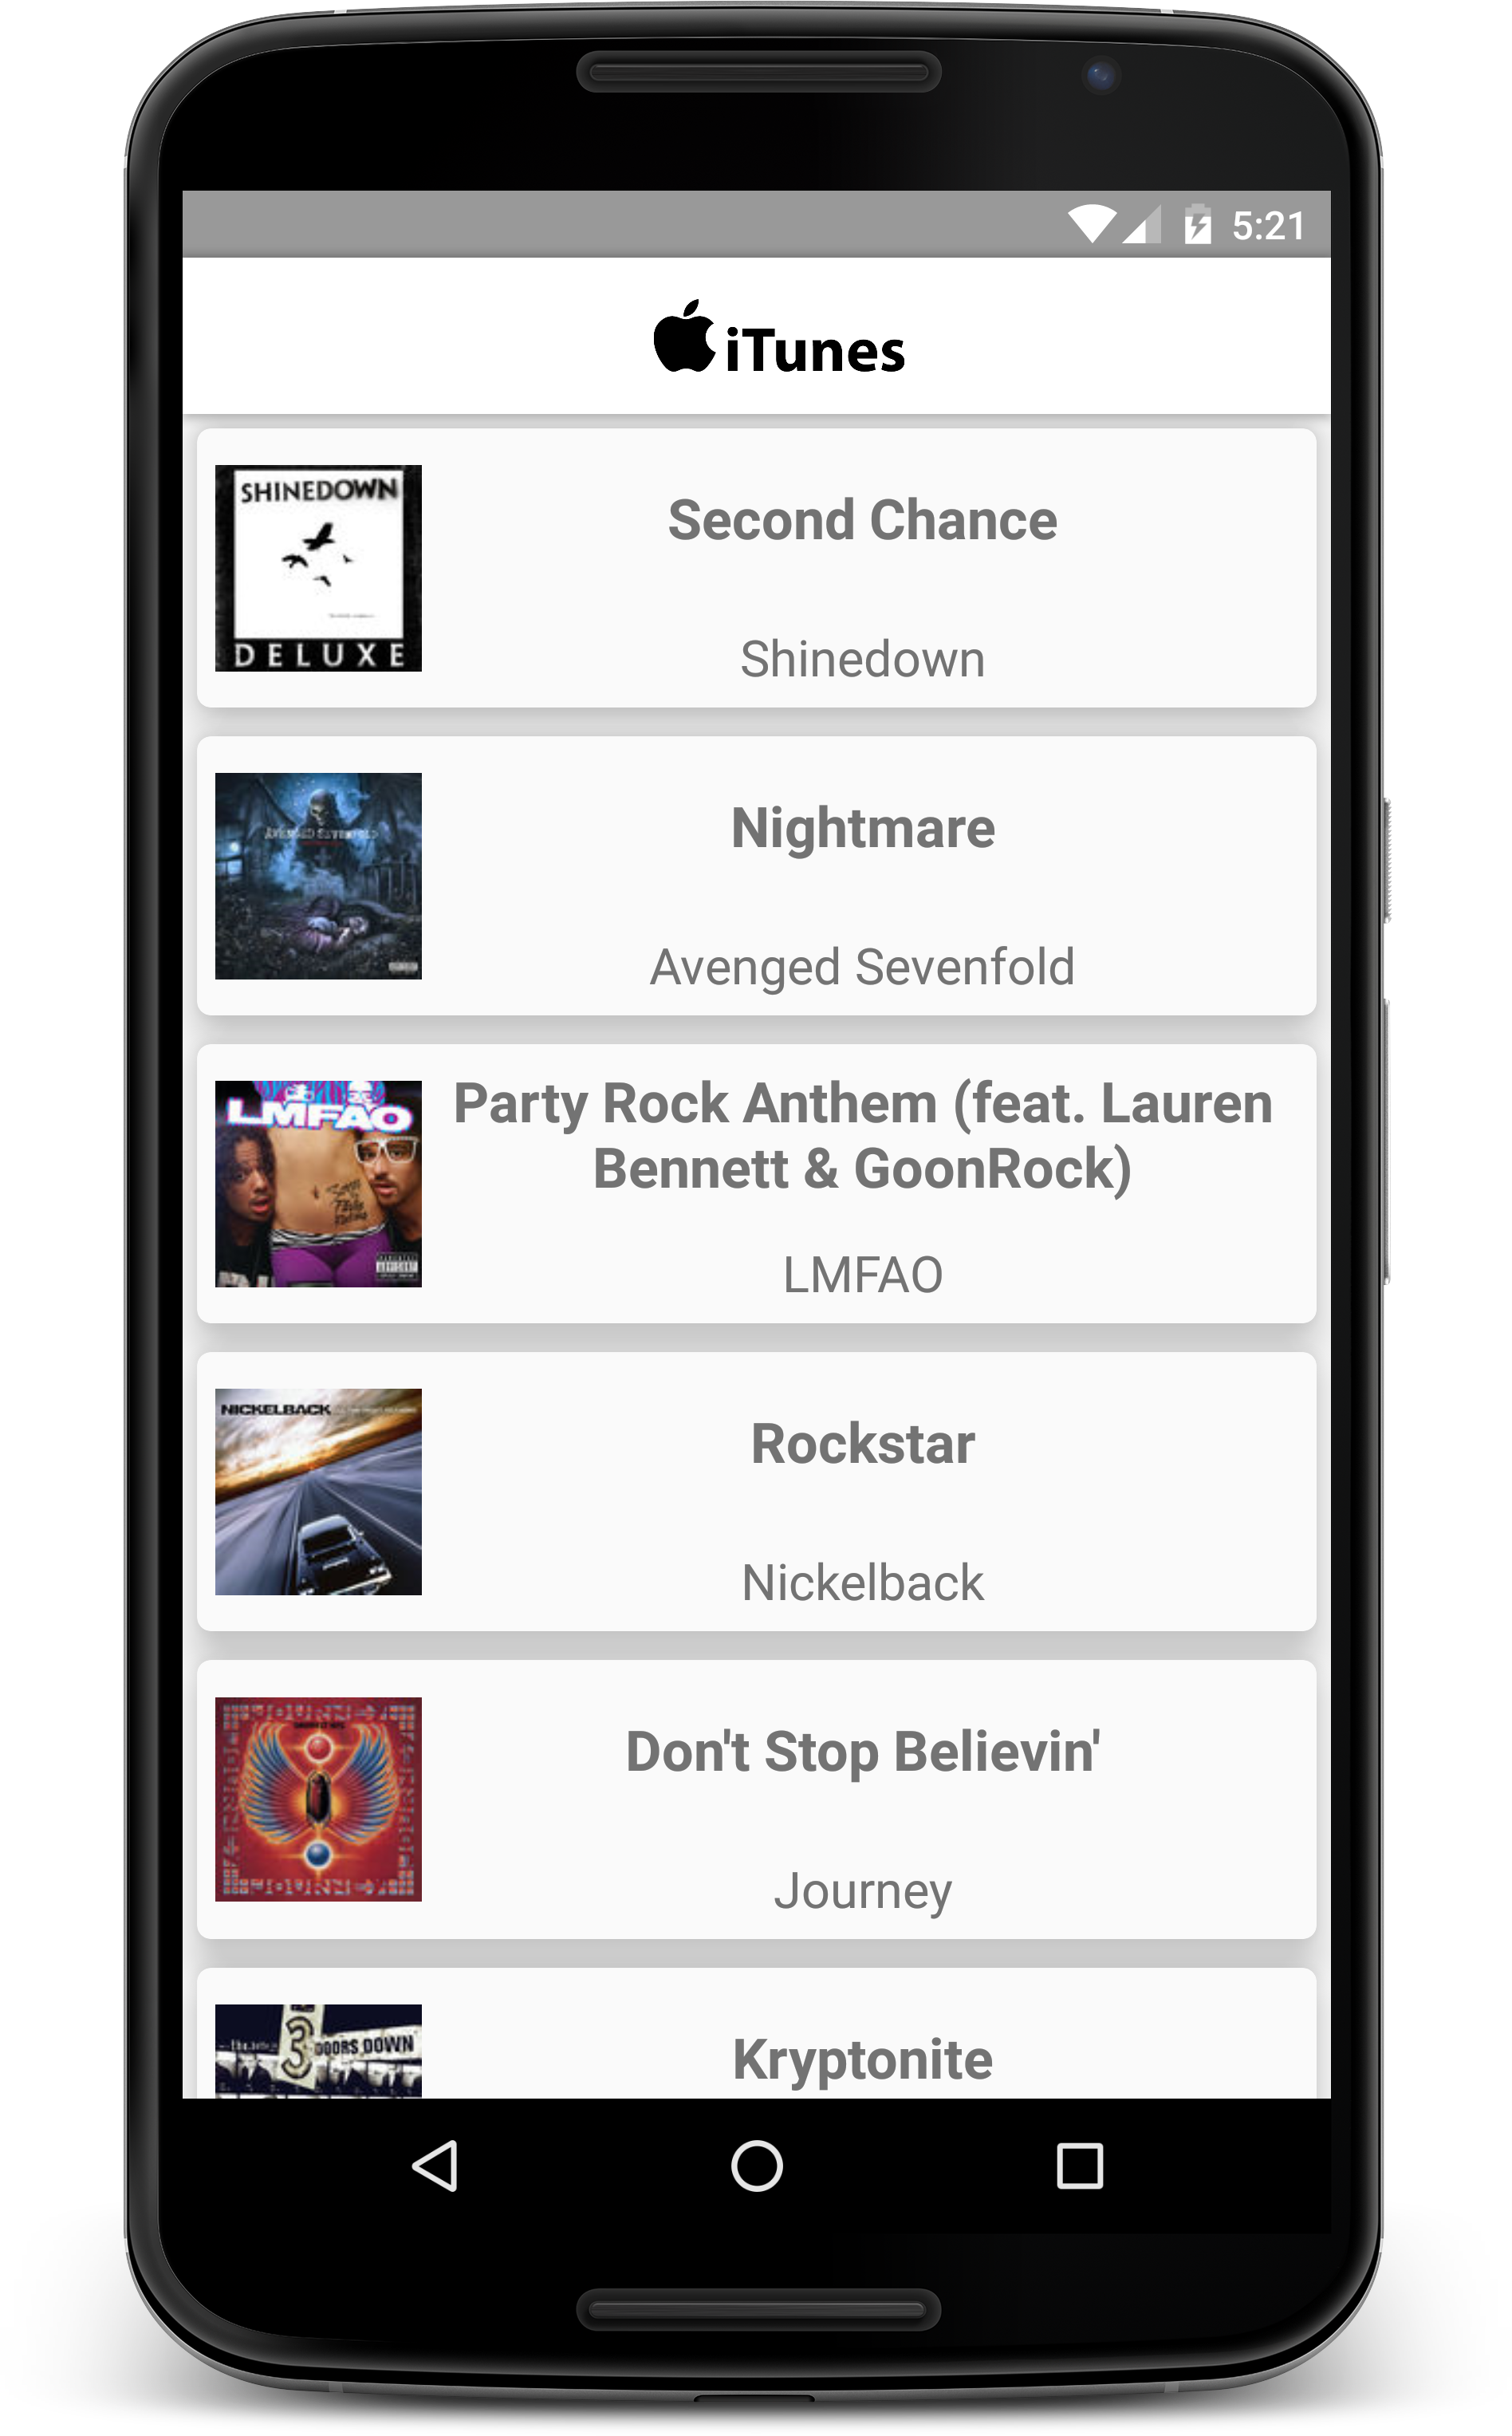 5:21
iTunes
SHINEDOWN
DELUXE
Second Chance
Shinedown
AVENGED SEVENFOLD
Nightmare
Avenged Sevenfold
LMFAO
Party Rock Anthem (feat. Lauren
Bennett & GoonRock)
LMFAO
NICKELBACK
Rockstar
Nickelback
Don't Stop Believin'
Journey
3 DOORS DOWN
Kryptonite